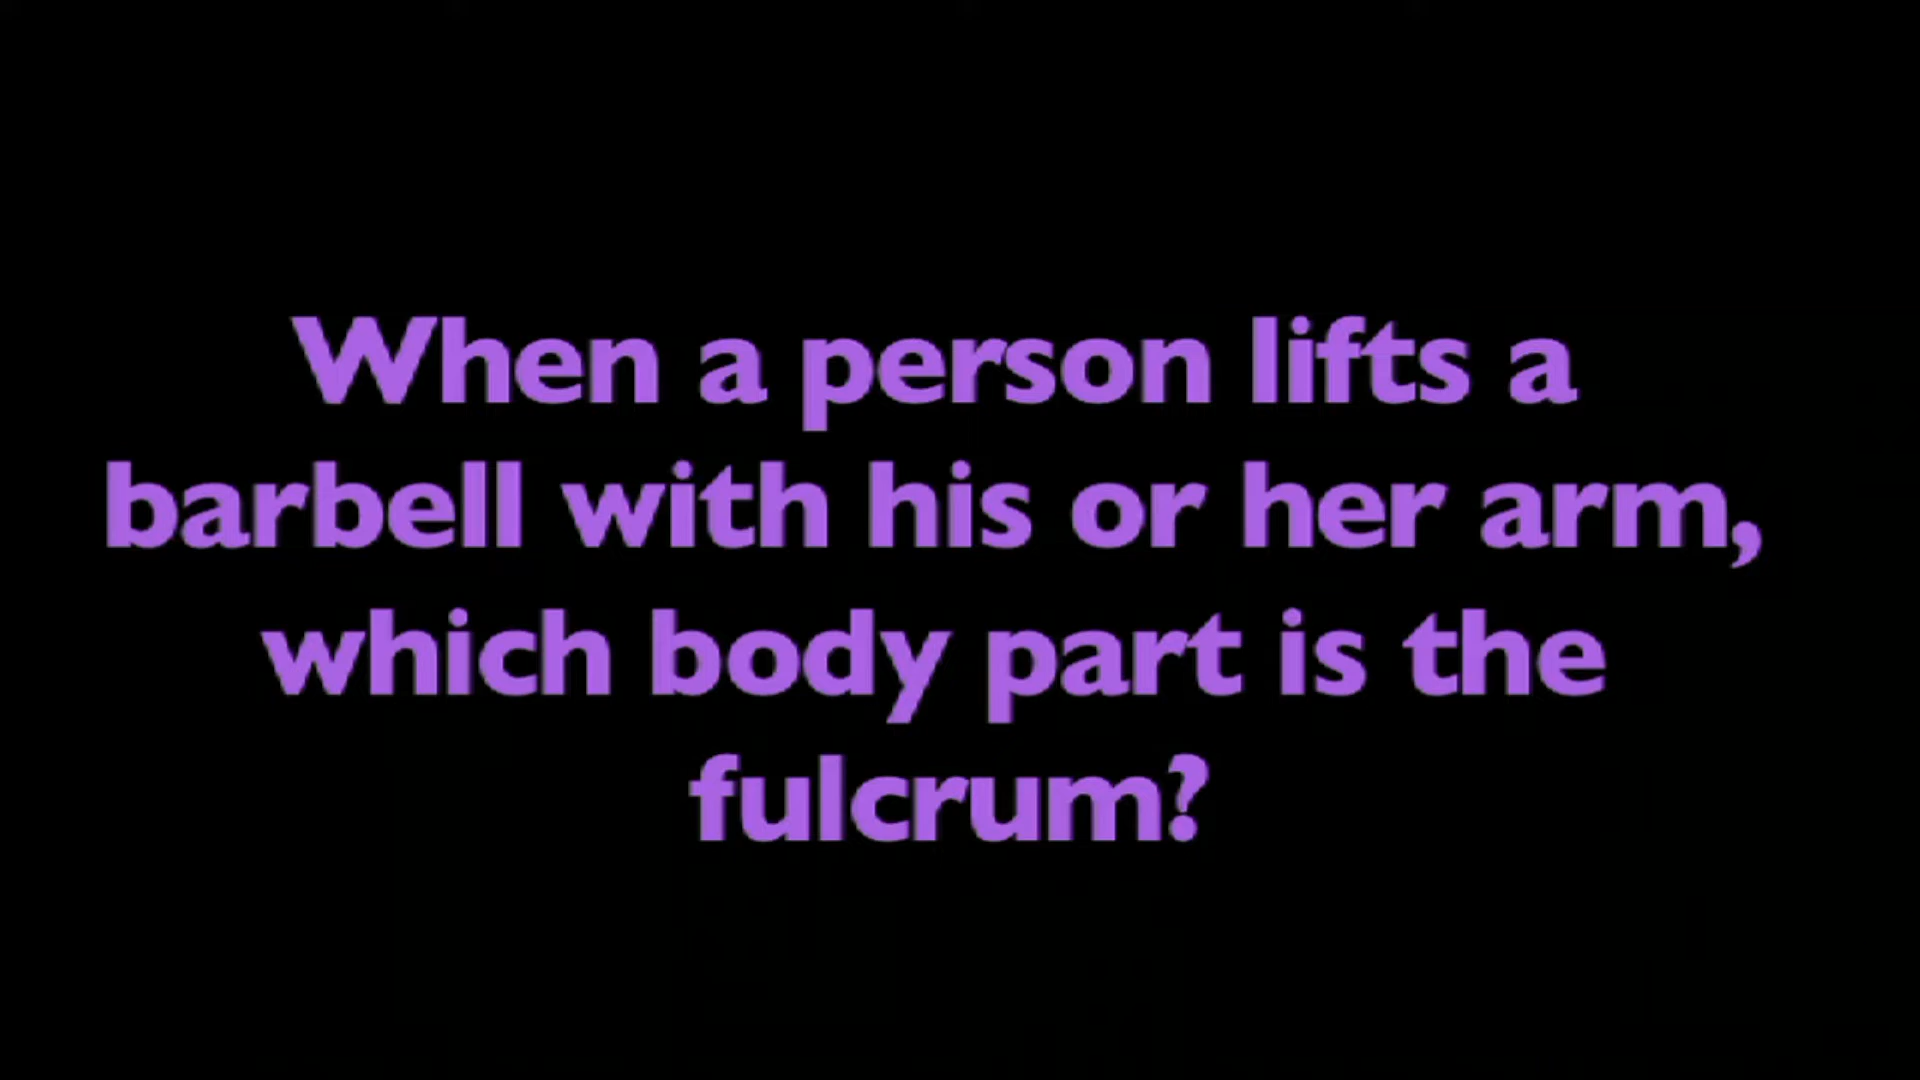 When a person lifts a
barbell with his or her arm,
which body part is the
fulcrum?